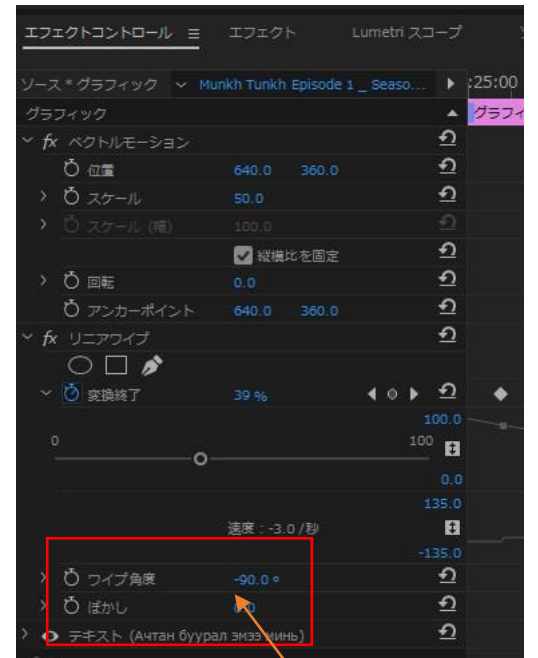 エフェクトコントロール エフェクト Lumetri スコープ
ソース * グラフィック Munkh Tunkh Episode 1 _ Seaso... :25:00
グラフィック グラフィ
fx ベクトルモーション
位置 640.0 360.0
スケール 50.0
スケール (幅) 100.0
縦横比を固定
回転 0.0
アンカーポイント 640.0 360.0
fx リニアワイプ
変換終了 39 %
100.0
0 100
0.0
135.0
速度 : -3.0 /秒
-135.0
ワイプ角度 -90.0 °
ぼかし 0.0
テキスト (Ачтан буурал эмээ минь)